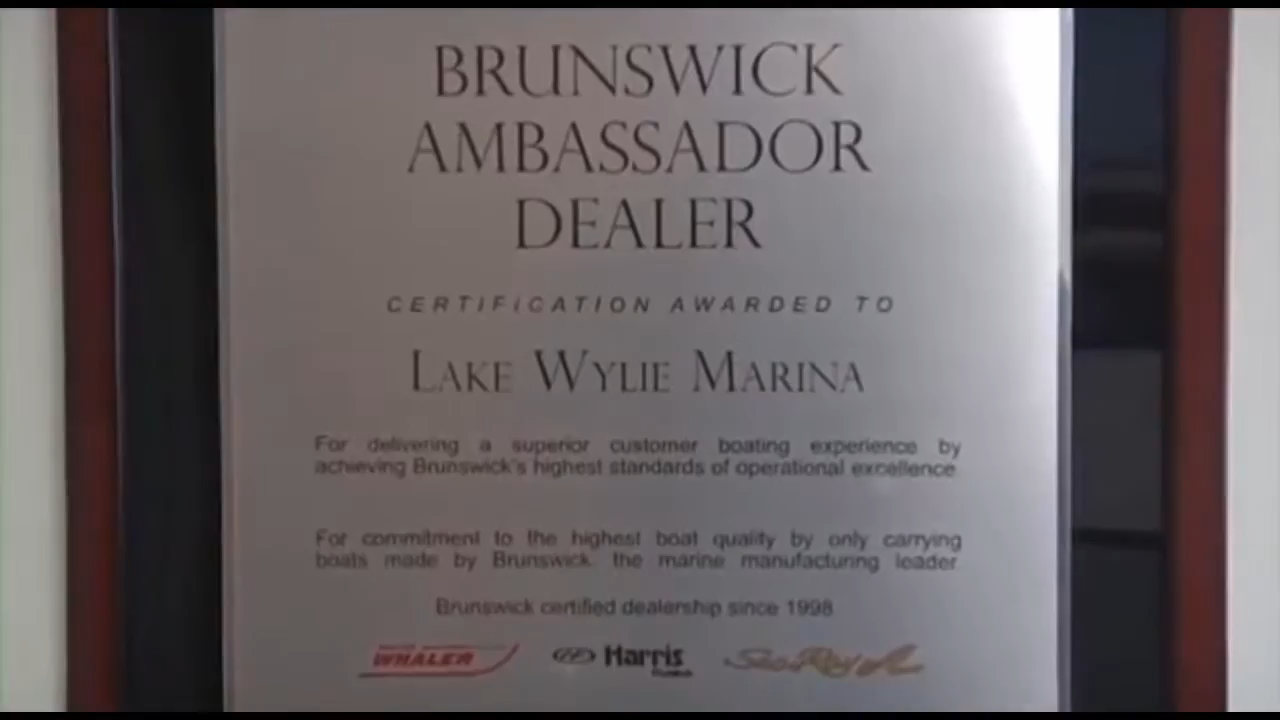 BRUNSWICK
AMBASSADOR
DEALER
CERTIFICATION AWARDED TO
LAKE WYLIE MARINA
For delivering a superior customer boating experience by
achieving Brunswick's highest standards of operational excellence
For commitment to the highest boat quality by only carrying
boats made by Brunswick, the marine manufacturing leader
Brunswick certified dealership since 1998
WHALER Harris Sea Ray